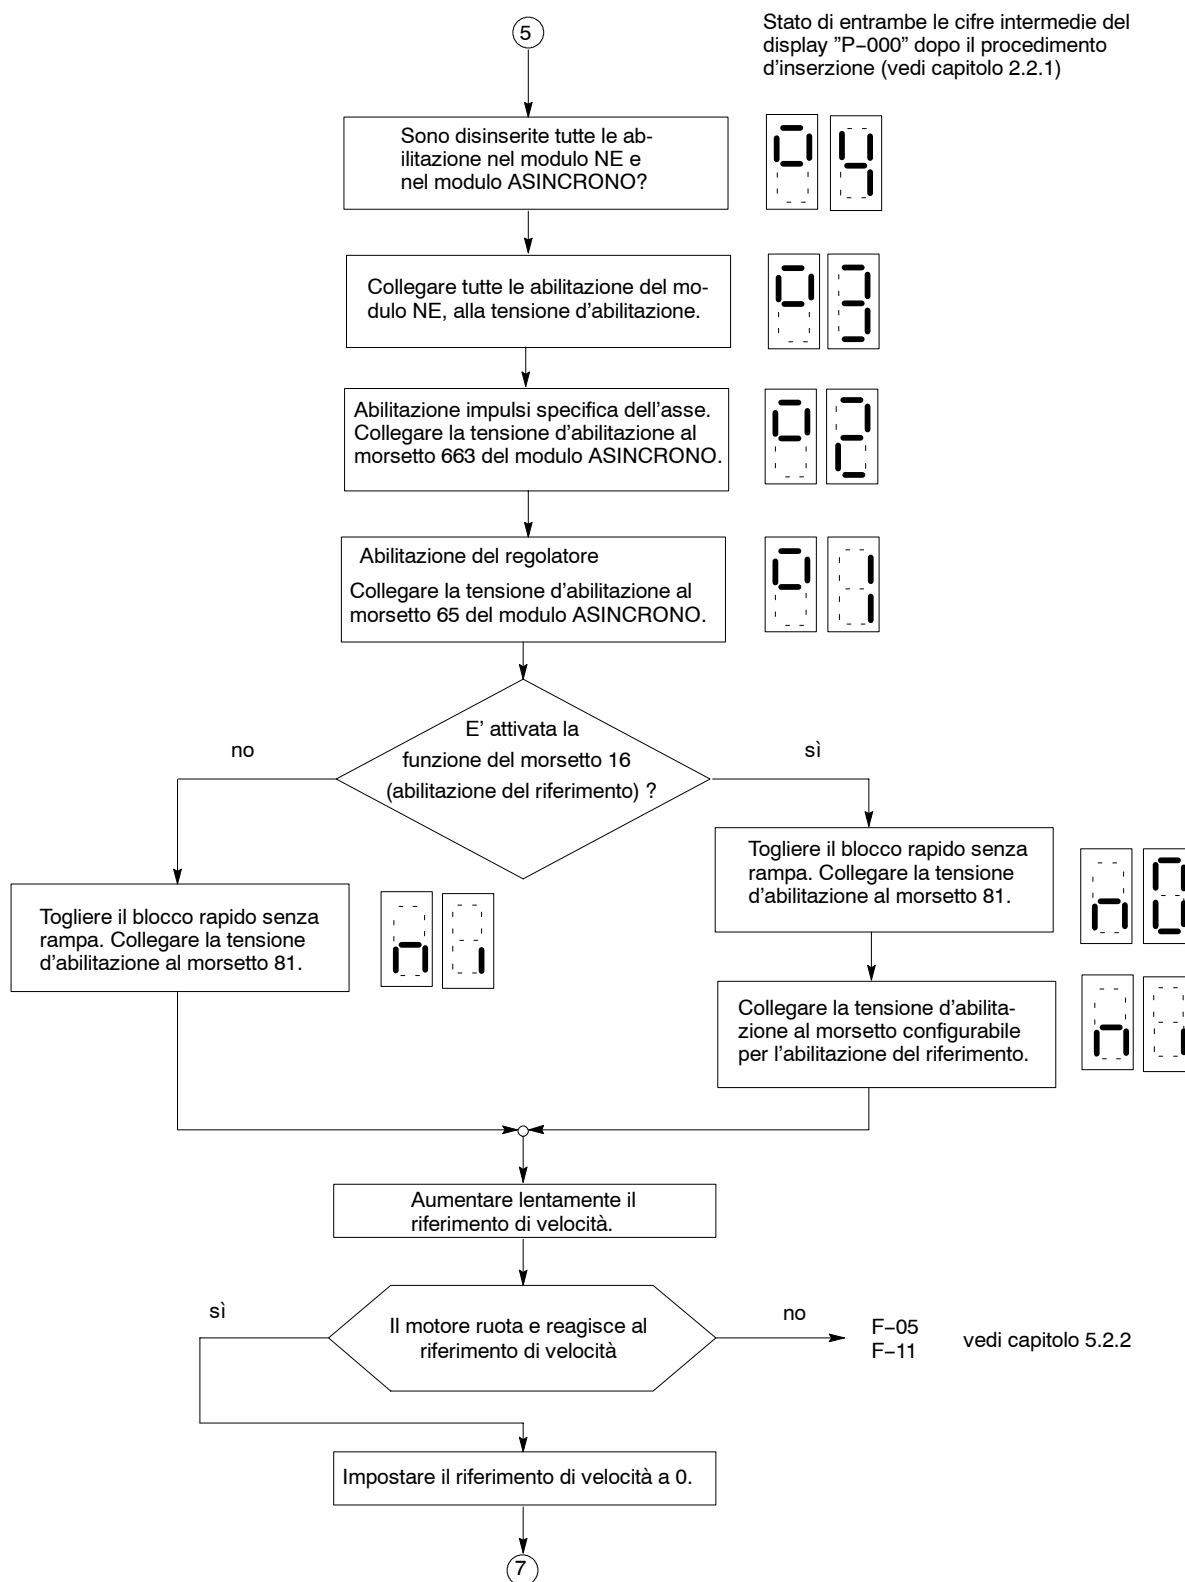 5
Stato di entrambe le cifre intermedie del
display ”P–000” dopo il procedimento
d’inserzione (vedi capitolo 2.2.1)
Sono disinserite tutte le ab-
ilitazione nel modulo NE e
nel modulo ASINCRONO?
Collegare tutte le abilitazione del mo-
dulo NE, alla tensione d’abilitazione.
Abilitazione impulsi specifica dell’asse.
Collegare la tensione d’abilitazione al
morsetto 663 del modulo ASINCRONO.
Abilitazione del regolatore
Collegare la tensione d’abilitazione al
morsetto 65 del modulo ASINCRONO.
E’ attivata la
funzione del morsetto 16
(abilitazione del riferimento) ?
no
sì
Togliere il blocco rapido senza
rampa. Collegare la tensione
d’abilitazione al morsetto 81.
Togliere il blocco rapido senza
rampa. Collegare la tensione
d’abilitazione al morsetto 81.
Collegare la tensione d’abilita-
zione al morsetto configurabile
per l’abilitazione del riferimento.
Aumentare lentamente il
riferimento di velocità.
sì
Il motore ruota e reagisce al
riferimento di velocità
no
F–05
F–11
vedi capitolo 5.2.2
Impostare il riferimento di velocità a 0.
7